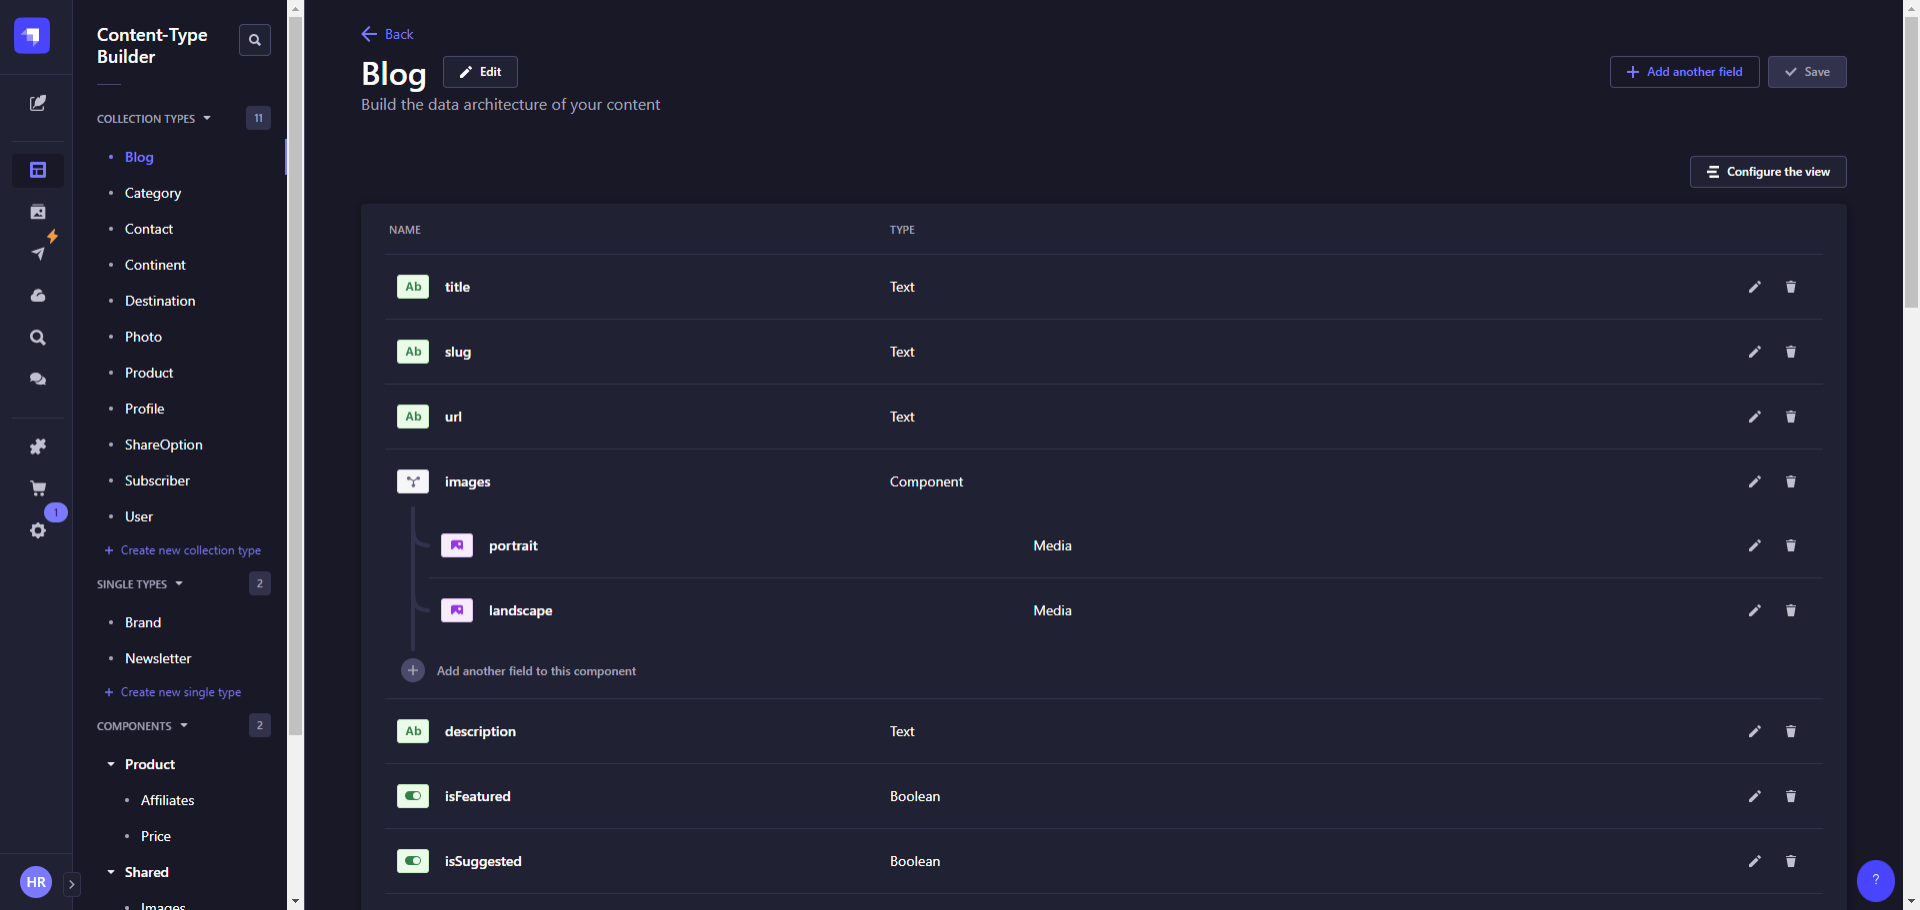 Content-Type
Builder
COLLECTION TYPES
11
Blog
Category
Contact
Continent
Destination
Photo
Product
Profile
ShareOption
Subscriber
User
+ Create new collection type
SINGLE TYPES
2
Brand
Newsletter
+ Create new single type
COMPONENTS
2
Product
Affiliates
Price
Shared
Images
1
HR
Back
Blog
Edit
Build the data architecture of your content
+ Add another field
Save
Configure the view
NAME TYPE
Ab title Text
Ab slug Text
Ab url Text
images Component
portrait Media
landscape Media
+ Add another field to this component
Ab description Text
isFeatured Boolean
isSuggested Boolean
?